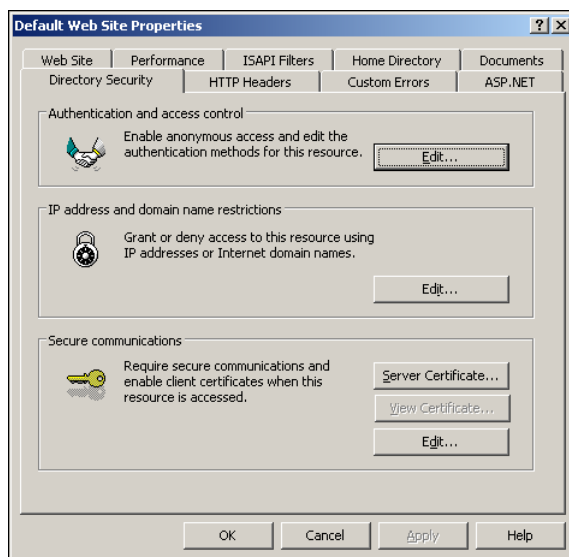 Default Web Site Properties
Web Site Performance ISAPI Filters Home Directory Documents
Directory Security HTTP Headers Custom Errors ASP.NET
Authentication and access control
Enable anonymous access and edit the
authentication methods for this resource.
Edit...
IP address and domain name restrictions
Grant or deny access to this resource using
IP addresses or Internet domain names.
Edit...
Secure communications
Require secure communications and
enable client certificates when this
resource is accessed.
Server Certificate...
View Certificate...
Edit...
OK Cancel Apply Help